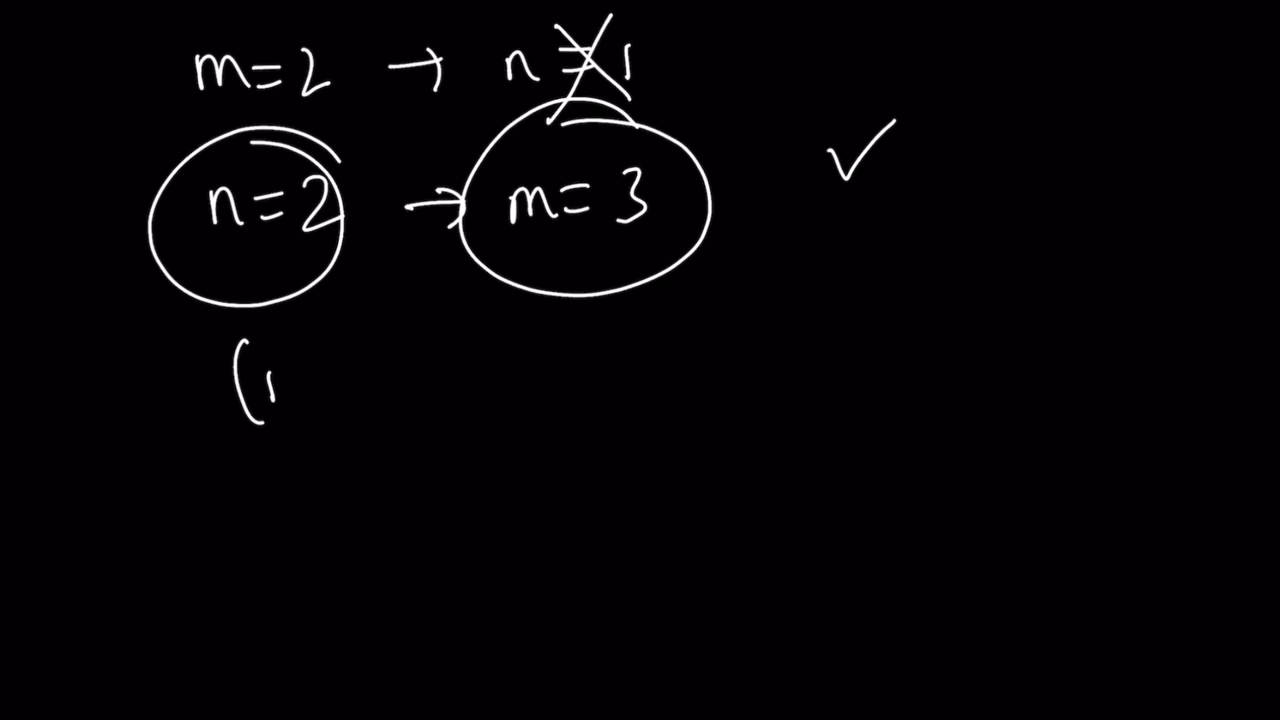 m=2 → n=1
n=2 → m=3 ✓
(1